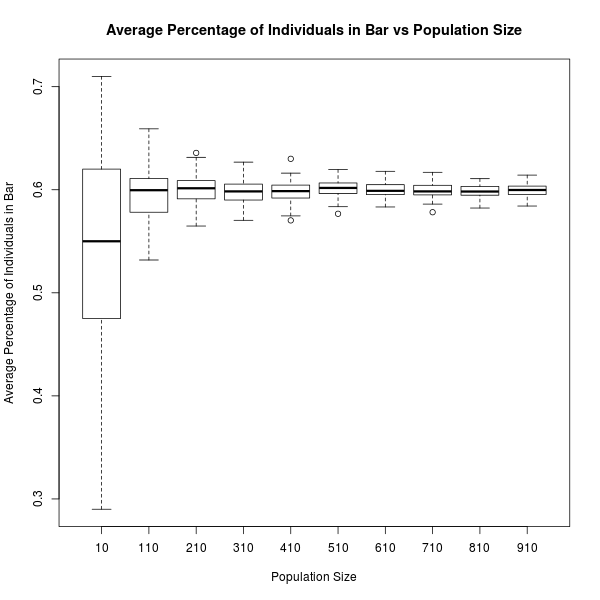 Average Percentage of Individuals in Bar vs Population Size
Average Percentage of Individuals in Bar
0.7
0.6
0.5
0.4
0.3
10 110 210 310 410 510 610 710 810 910
Population Size